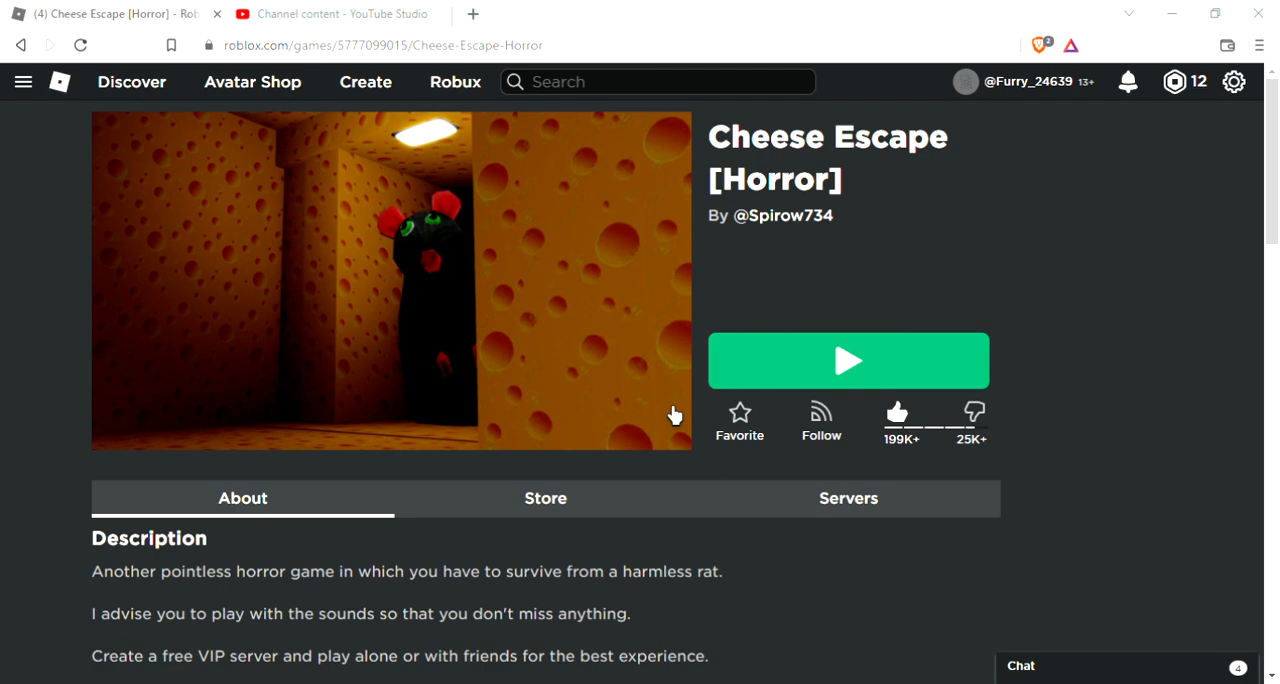 (4) Cheese Escape [Horror] - Rob
Channel content - YouTube Studio
roblox.com/games/5777099015/Cheese-Escape-Horror
2
Discover Avatar Shop Create Robux Search @Furry_24639 13+ 12
Cheese Escape
[Horror]
By @Spirow734
Favorite Follow 199K+ 25K+
About Store Servers
Description
Another pointless horror game in which you have to survive from a harmless rat.
I advise you to play with the sounds so that you don't miss anything.
Create a free VIP server and play alone or with friends for the best experience.
Chat 4